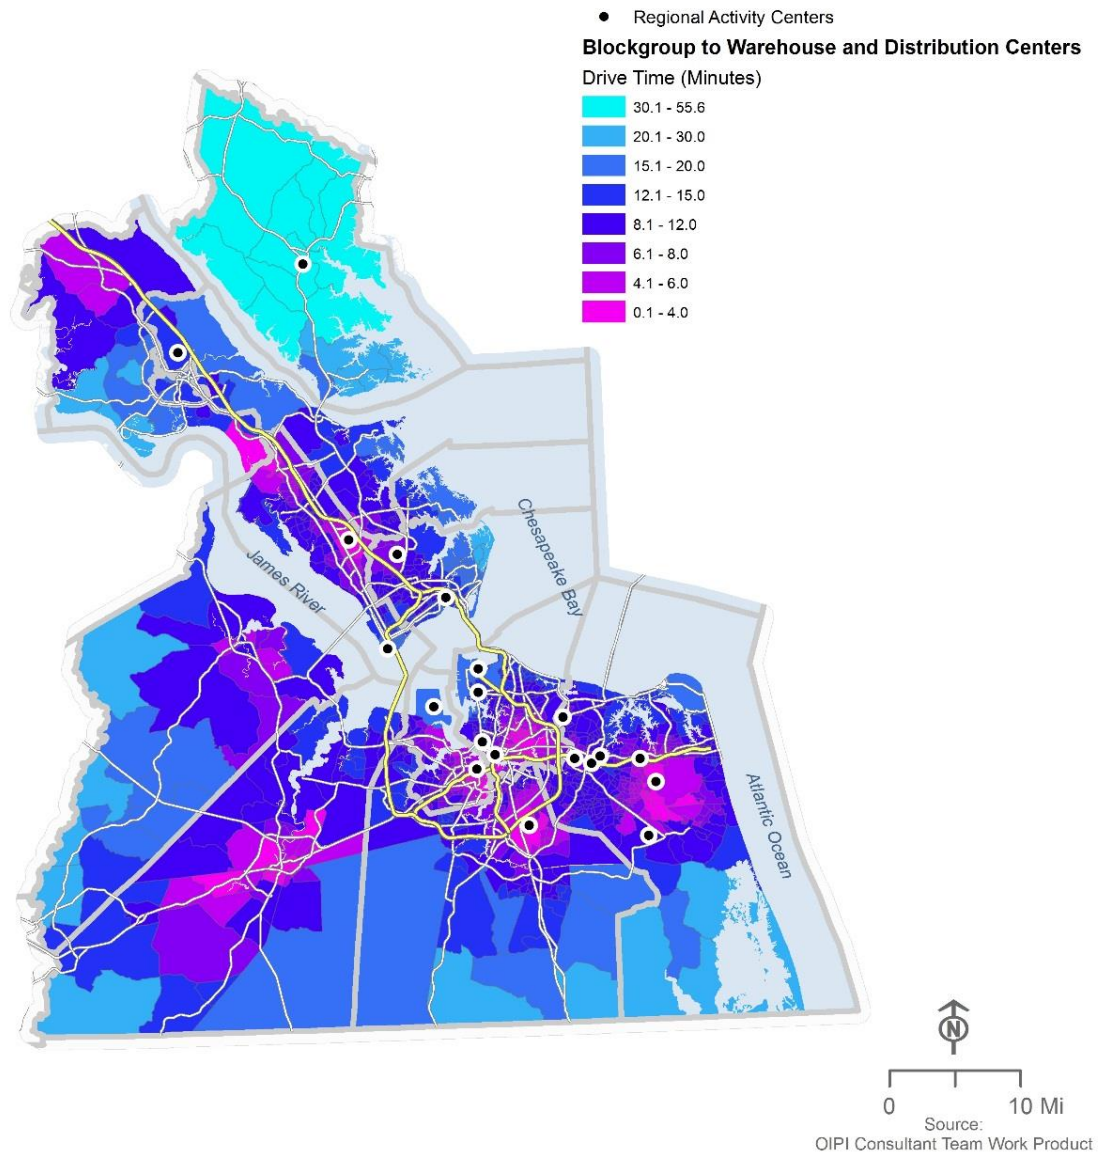 Regional Activity Centers
Blockgroup to Warehouse and Distribution Centers
Drive Time (Minutes)
30.1 - 55.6
20.1 - 30.0
15.1 - 20.0
12.1 - 15.0
8.1 - 12.0
6.1 - 8.0
4.1 - 6.0
0.1 - 4.0
Chesapeake Bay
James River
Atlantic Ocean
N
0 10 Mi
Source:
OIPI Consultant Team Work Product